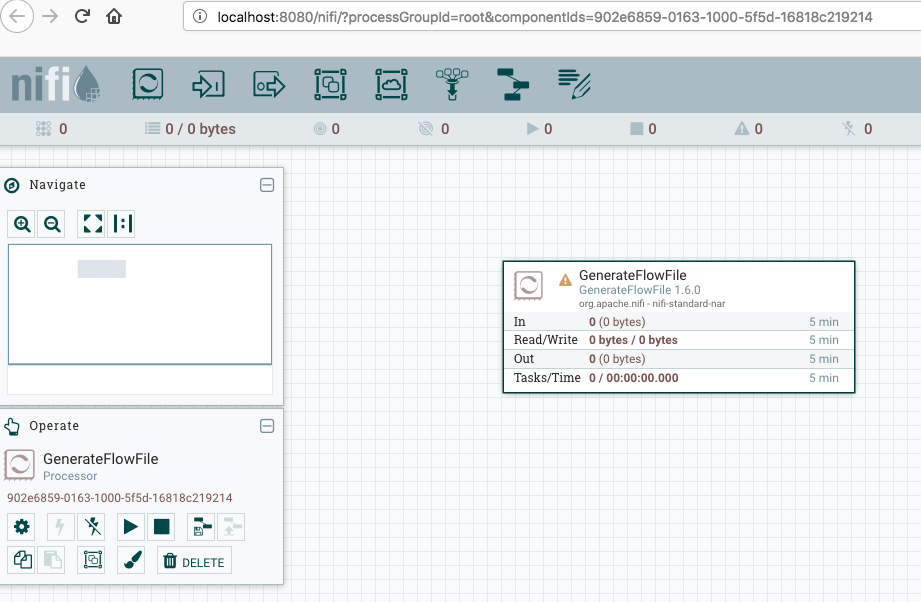 localhost:8080/nifi/?processGroupId=root&componentIds=902e6859-0163-1000-5f5d-16818c219214
nifi
0
0 / 0 bytes
0
0
0
0
0
0
Navigate
GenerateFlowFile
GenerateFlowFile 1.6.0
org.apache.nifi - nifi-standard-nar
In 0 (0 bytes) 5 min
Read/Write 0 bytes / 0 bytes 5 min
Out 0 (0 bytes) 5 min
Tasks/Time 0 / 00:00:00.000 5 min
Operate
GenerateFlowFile
Processor
902e6859-0163-1000-5f5d-16818c219214
DELETE